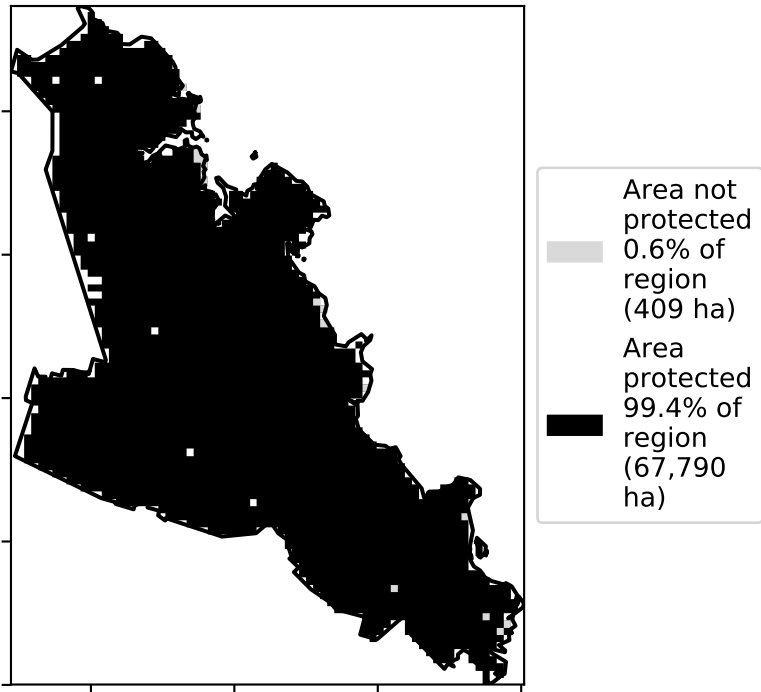 Area not
protected
0.6% of
region
(409 ha)
Area
protected
99.4% of
region
(67,790
ha)